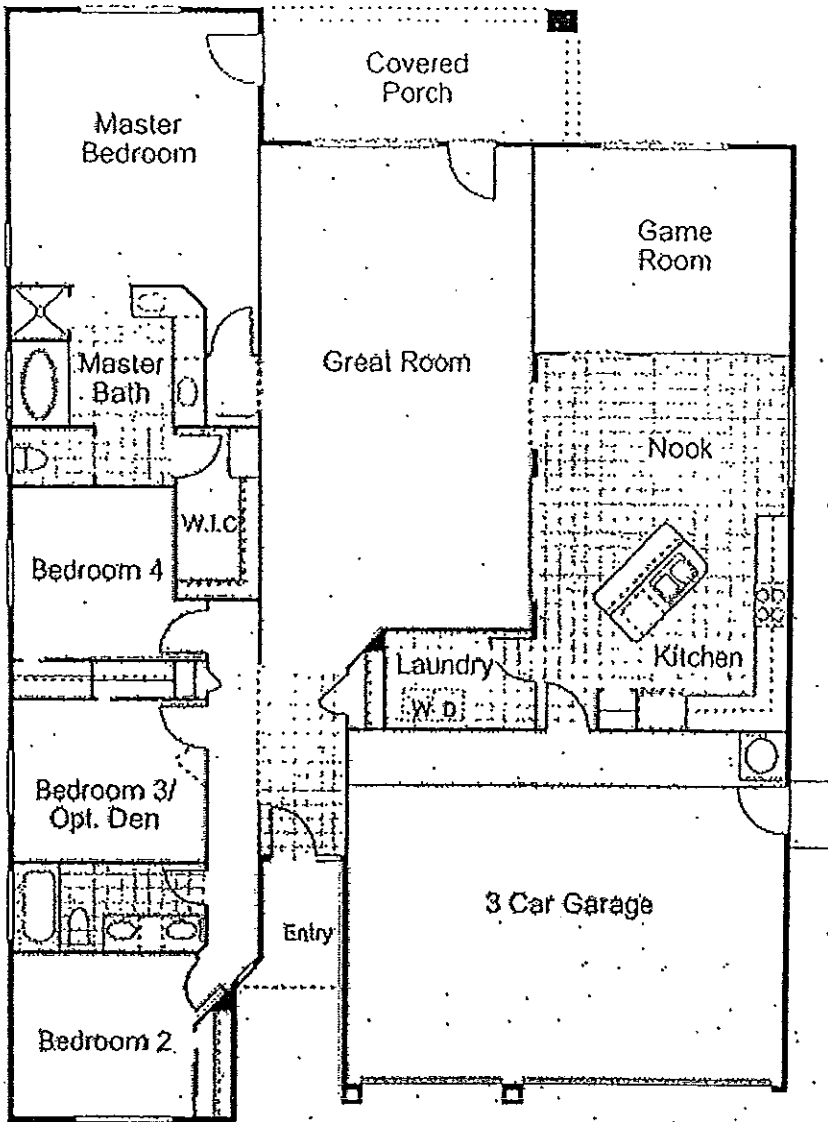 Covered
Porch
Master
Bedroom
Game
Room
Great Room
Master
Bath
Nook
W.I.C
Bedroom 4
Laundry
Kitchen
W D
Bedroom 3/
Opt. Den
3 Car Garage
Entry
Bedroom 2